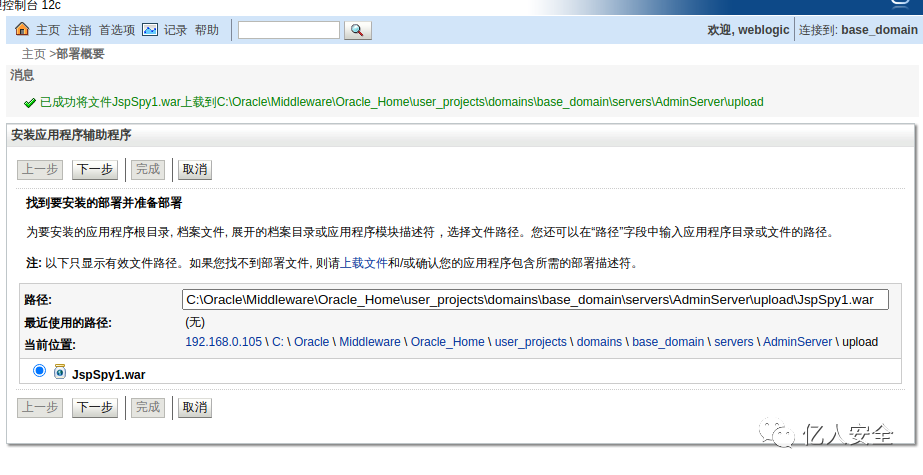 控制台 12c
主页 注销 首选项 记录 帮助 欢迎, weblogic 连接到: base_domain
主页 >部署概要
消息
已成功将文件JspSpy1.war上载到C:\Oracle\Middleware\Oracle_Home\user_projects\domains\base_domain\servers\AdminServer\upload
安装应用程序辅助程序
上一步 下一步 完成 取消
找到要安装的部署并准备部署
为要安装的应用程序根目录, 档案文件, 展开的档案目录或应用程序模块描述符，选择文件路径。您还可以在“路径”字段中输入应用程序目录或文件的路径。
注: 以下只显示有效文件路径。如果您找不到部署文件, 则请上载文件和/或确认您的应用程序包含所需的部署描述符。
路径: C:\Oracle\Middleware\Oracle_Home\user_projects\domains\base_domain\servers\AdminServer\upload\JspSpy1.war
最近使用的路径: (无)
当前位置: 192.168.0.105 \ C: \ Oracle \ Middleware \ Oracle_Home \ user_projects \ domains \ base_domain \ servers \ AdminServer \ upload
JspSpy1.war
上一步 下一步 完成 取消
亿人安全